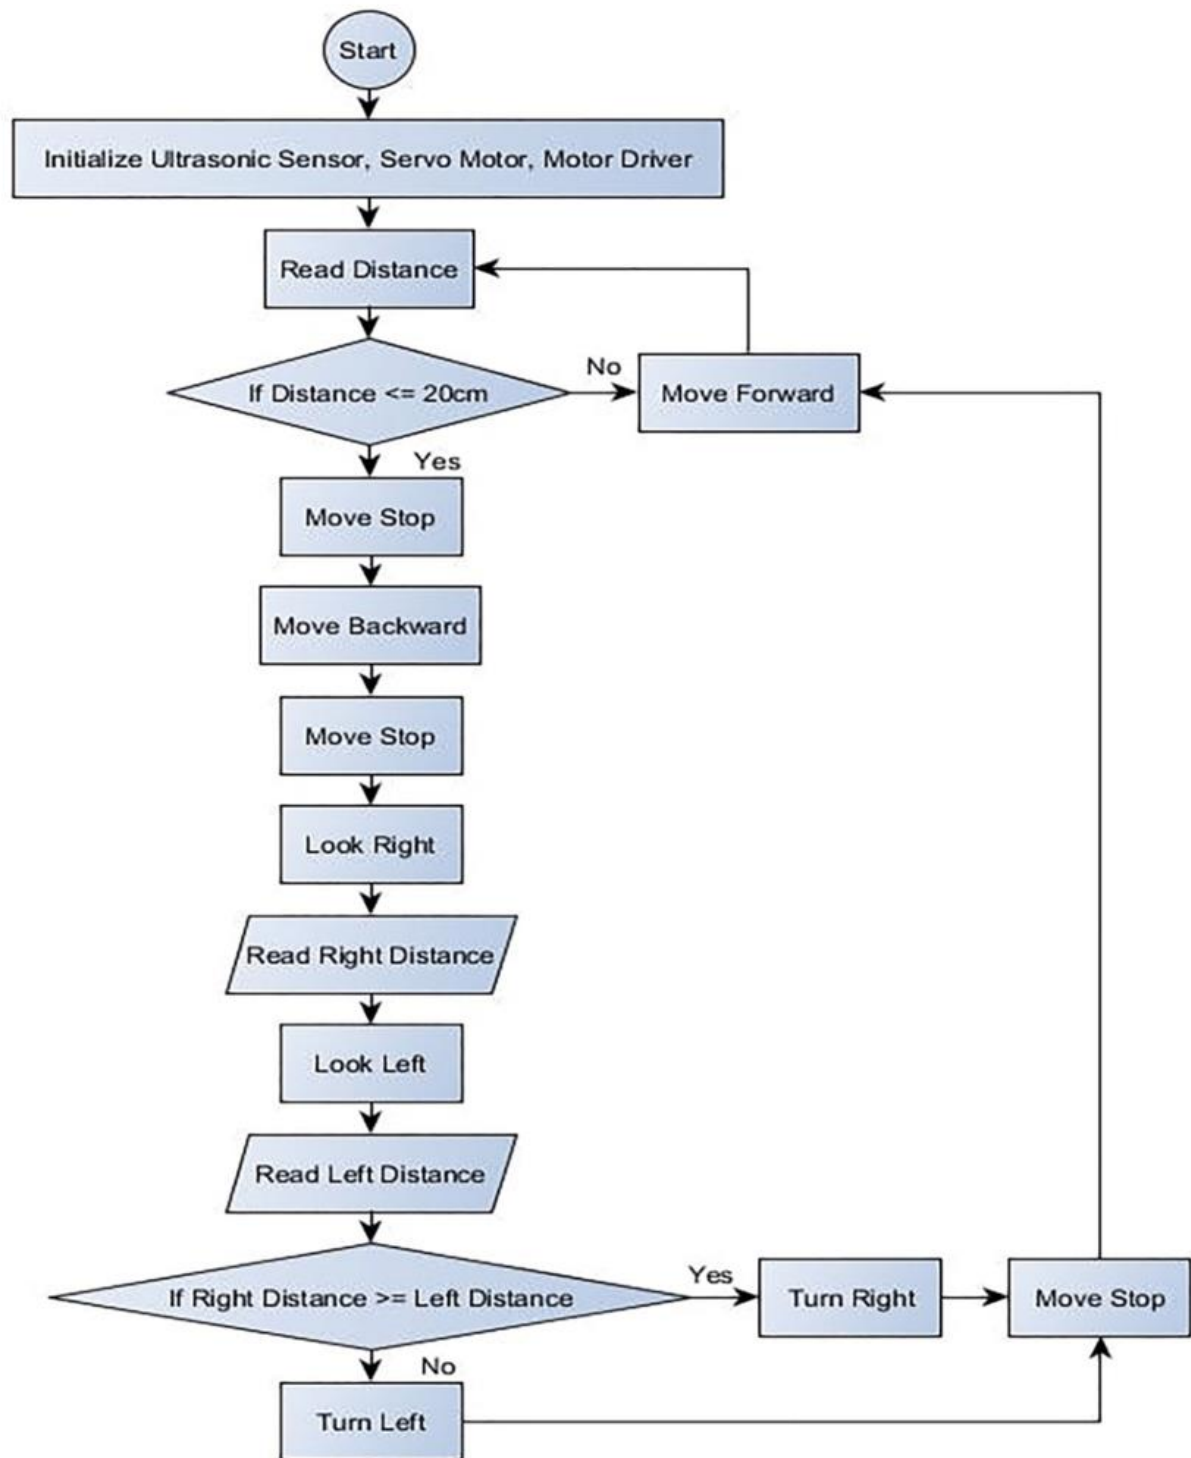 Start
Initialize Ultrasonic Sensor, Servo Motor, Motor Driver
Read Distance
If Distance <= 20cm
No
Move Forward
Yes
Move Stop
Move Backward
Move Stop
Look Right
Read Right Distance
Look Left
Read Left Distance
If Right Distance >= Left Distance
Yes
Turn Right
Move Stop
No
Turn Left